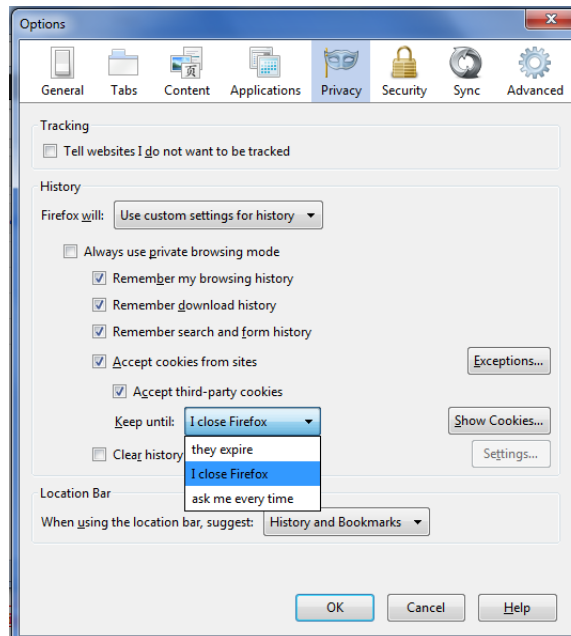 Options
General Tabs Content Applications Privacy Security Sync Advanced
Tracking
Tell websites I do not want to be tracked
History
Firefox will: Use custom settings for history
Always use private browsing mode
Remember my browsing history
Remember download history
Remember search and form history
Accept cookies from sites Exceptions...
Accept third-party cookies
Keep until: I close Firefox Show Cookies...
they expire
Clear history Settings...
I close Firefox
ask me every time
Location Bar
When using the location bar, suggest: History and Bookmarks
OK Cancel Help